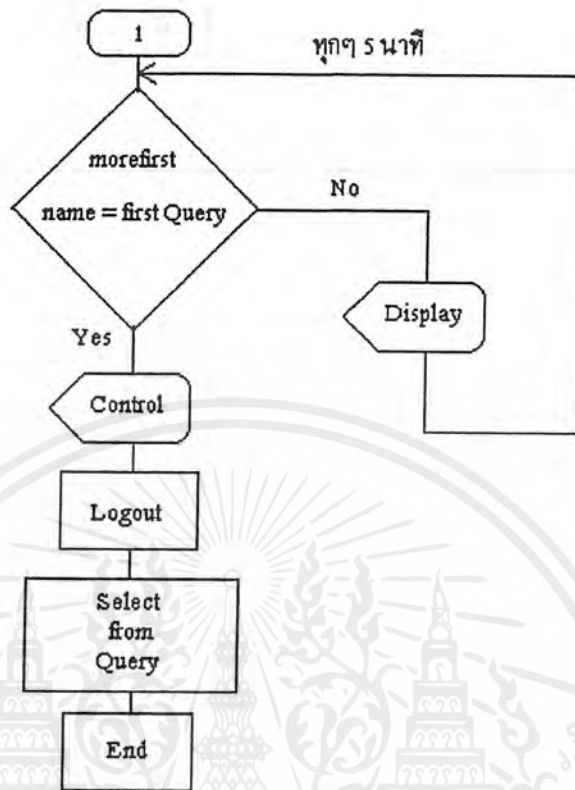 1
ทุกๆ 5 นาที
morefirst
name = first Query
No
Display
Yes
Control
Logout
Select
from
Query
End